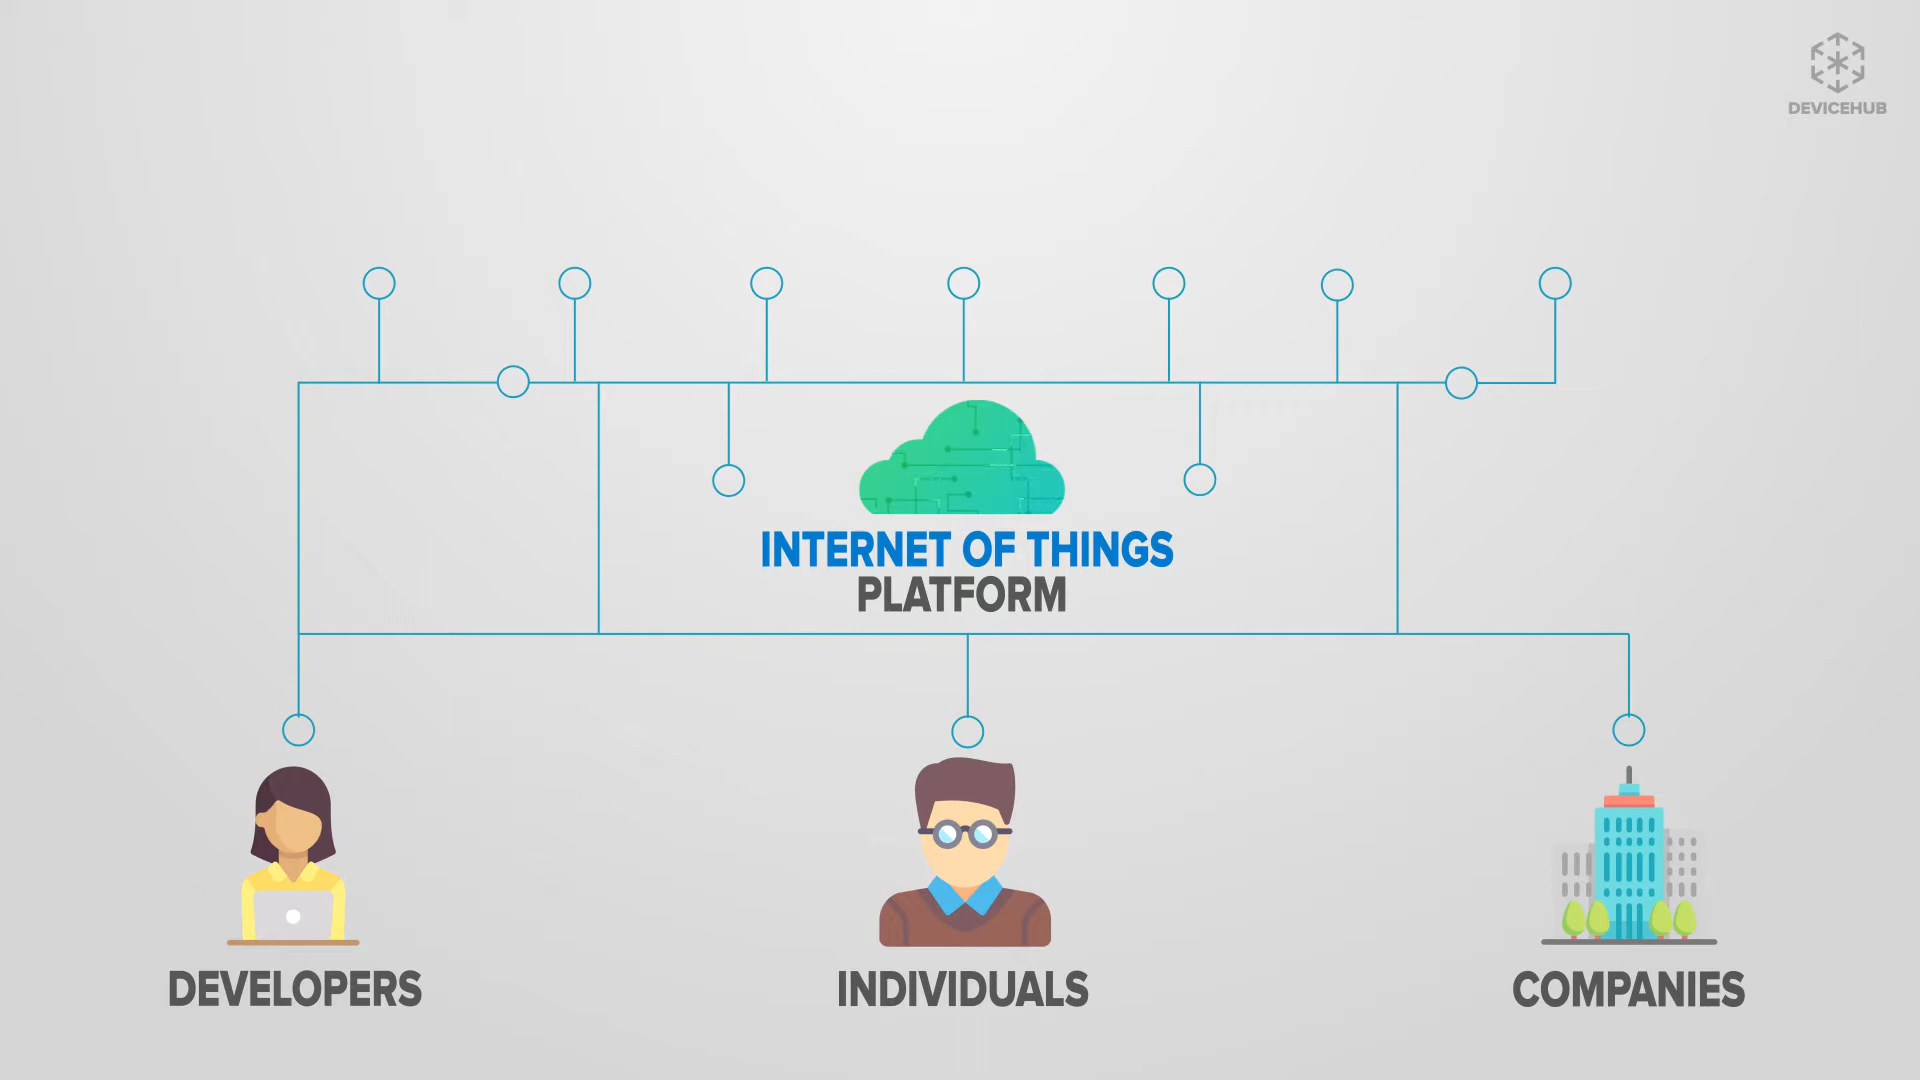 DEVICEHUB
INTERNET OF THINGS
PLATFORM
DEVELOPERS
INDIVIDUALS
COMPANIES